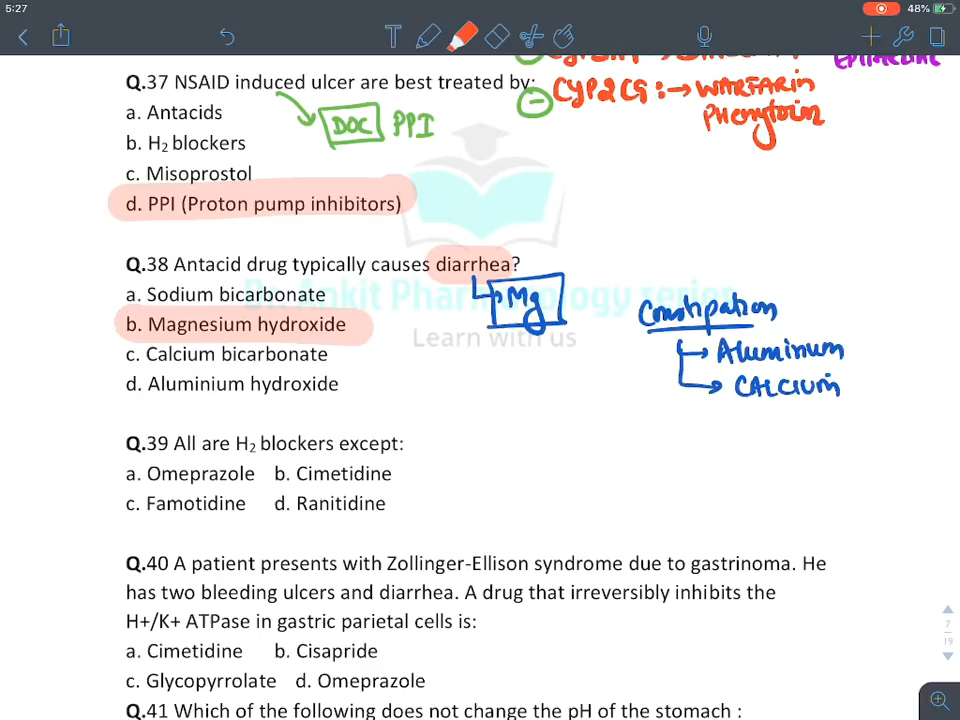 5:27
48%
Q.37 NSAID induced ulcer are best treated by:
CYP2C9 :→ WARFARIN
Phenytoin
a. Antacids
DOC PPI
b. H₂ blockers
c. Misoprostol
d. PPI (Proton pump inhibitors)
Q.38 Antacid drug typically causes diarrhea?
a. Sodium bicarbonate
Mg
b. Magnesium hydroxide
Constipation
Learn with us
c. Calcium bicarbonate
Aluminum
d. Aluminium hydroxide
CALCIUM
Q.39 All are H₂ blockers except:
a. Omeprazole b. Cimetidine
c. Famotidine d. Ranitidine
Q.40 A patient presents with Zollinger-Ellison syndrome due to gastrinoma. He
has two bleeding ulcers and diarrhea. A drug that irreversibly inhibits the
H+/K+ ATPase in gastric parietal cells is:
a. Cimetidine b. Cisapride
c. Glycopyrrolate d. Omeprazole
7
19
Q.41 Which of the following does not change the pH of the stomach :